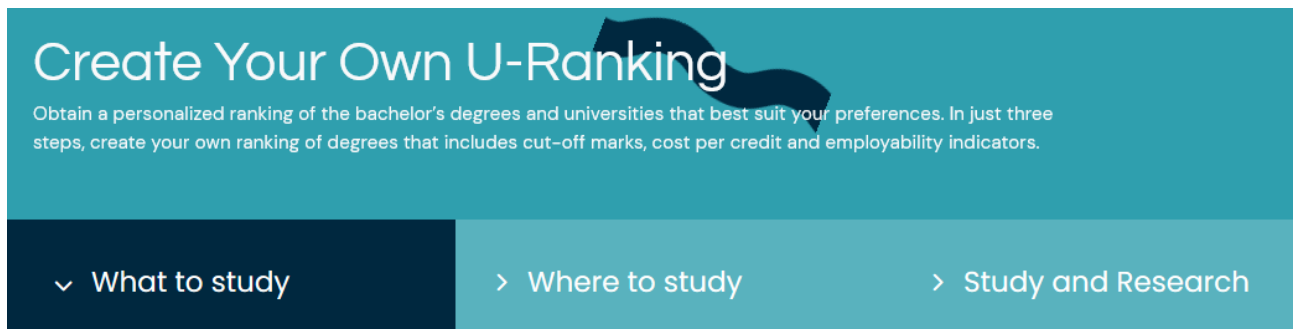 Create Your Own U-Ranking
Obtain a personalized ranking of the bachelor's degrees and universities that best suit your preferences. In just three
steps, create your own ranking of degrees that includes cut-off marks, cost per credit and employability indicators.
What to study
Where to study
Study and Research